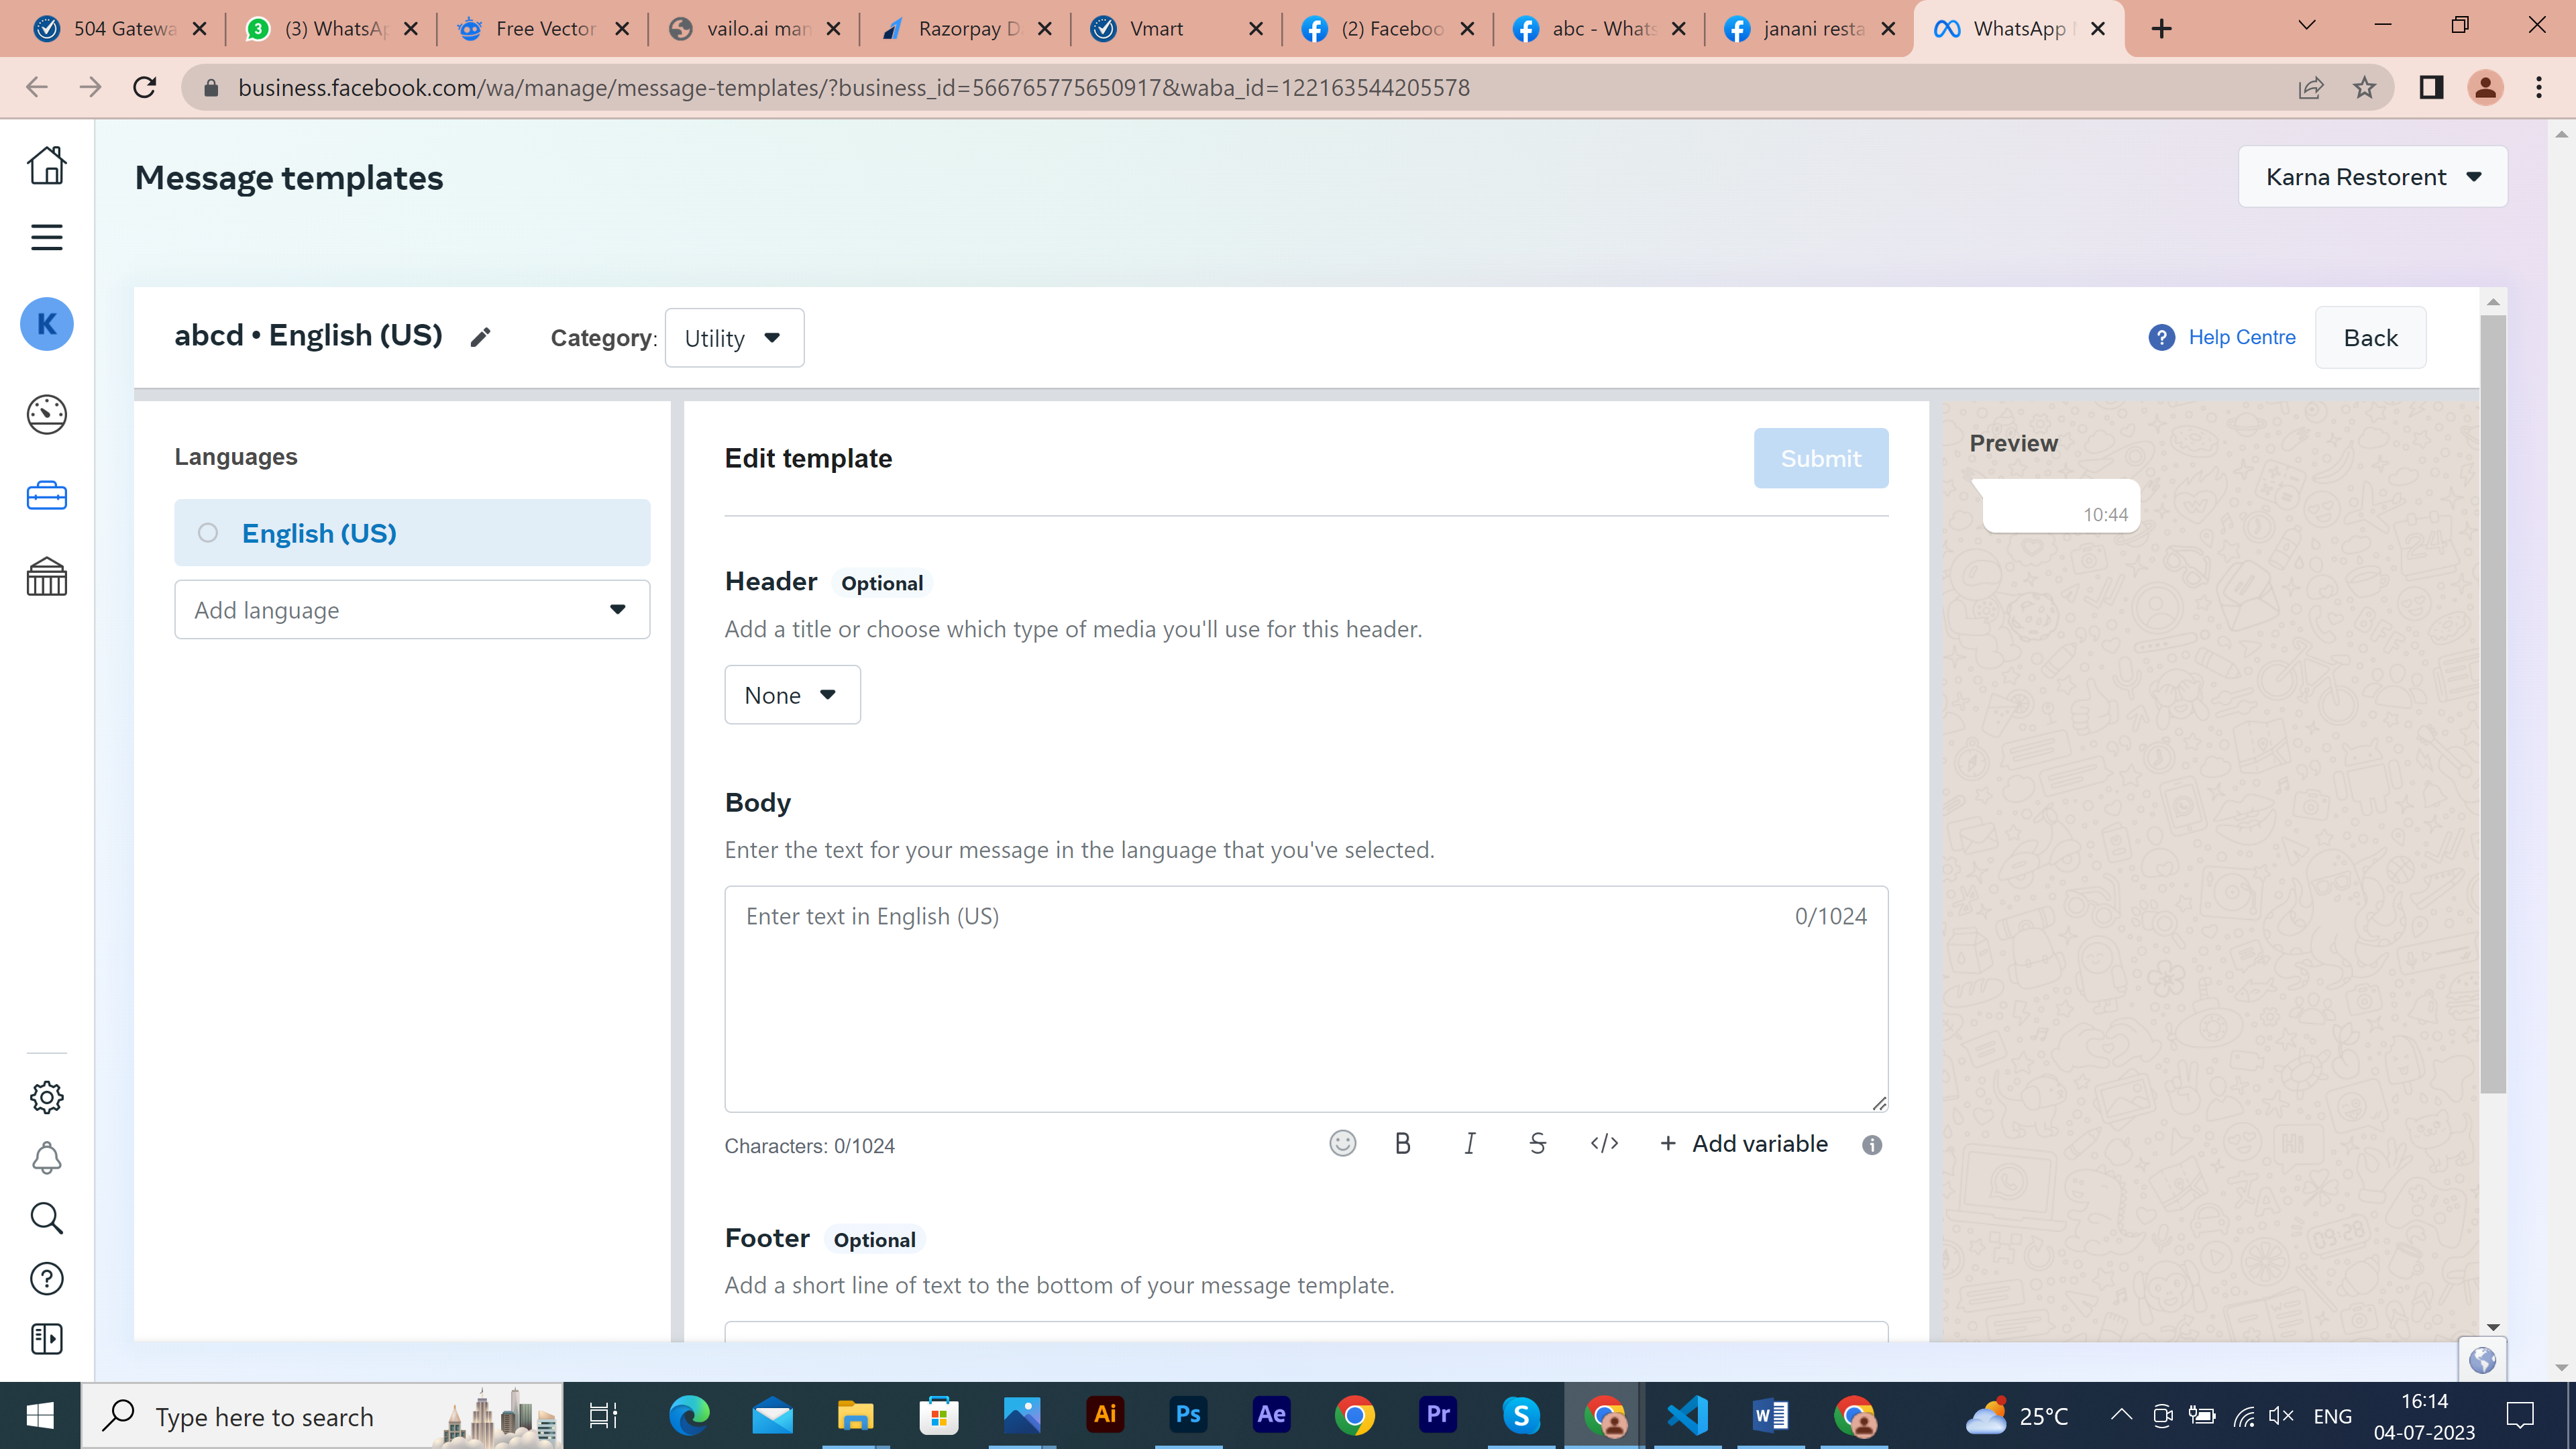 504 Gatewa
(3) WhatsAp
Free Vector
vailo.ai man
Razorpay D
Vmart
(2) Faceboo
abc - Whats
janani resta
WhatsApp
business.facebook.com/wa/manage/message-templates/?business_id=566765775650917&waba_id=122163544205578
Message templates
Karna Restorent
K
abcd • English (US)
Category: Utility
? Help Centre
Back
Languages
English (US)
Add language
Edit template
Submit
Preview
10:44
Header Optional
Add a title or choose which type of media you'll use for this header.
None
Body
Enter the text for your message in the language that you've selected.
Enter text in English (US)
0/1024
Characters: 0/1024
B I S </> + Add variable
Footer Optional
Add a short line of text to the bottom of your message template.
Type here to search
Ai
Ps
Ae
Pr
25°C
ENG
16:14
04-07-2023